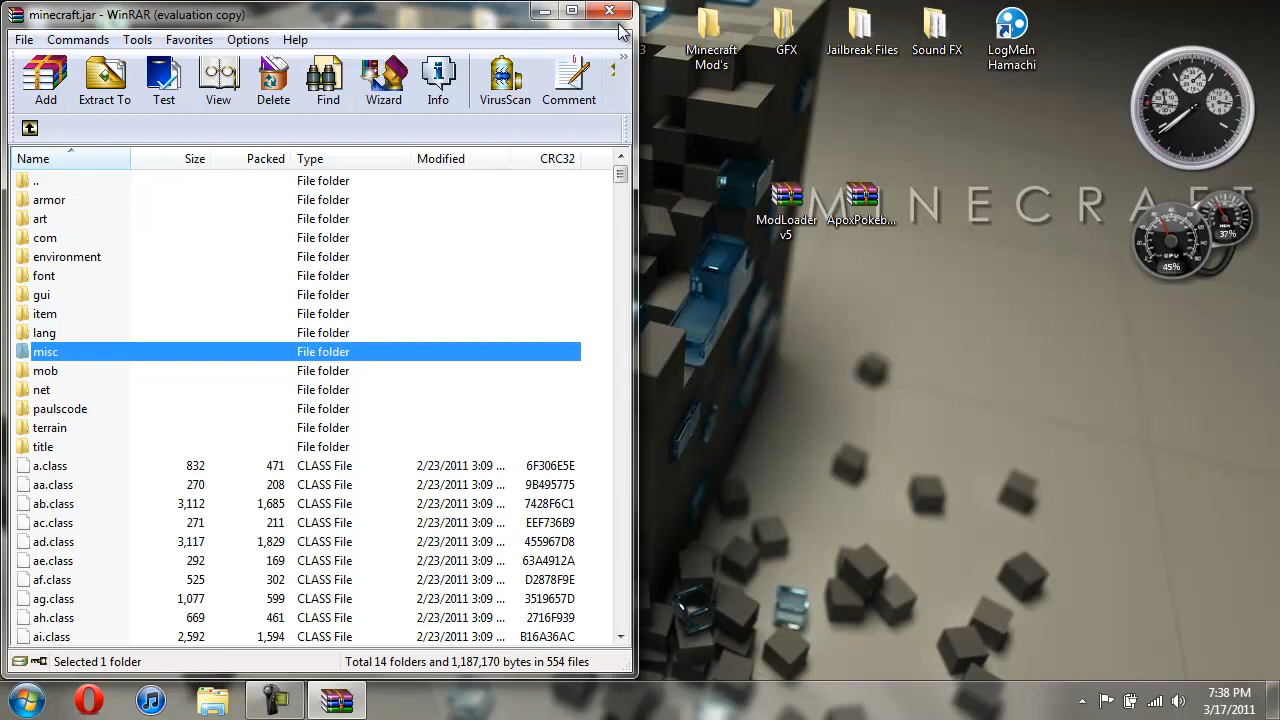 minecraft.jar - WinRAR (evaluation copy)
File Commands Tools Favorites Options Help
Add Extract To Test View Delete Find Wizard Info VirusScan Comment
Name Size Packed Type Modified CRC32
.. File folder
armor File folder
art File folder
com File folder
environment File folder
font File folder
gui File folder
item File folder
lang File folder
misc File folder
mob File folder
net File folder
paulscode File folder
terrain File folder
title File folder
a.class 832 471 CLASS File 2/23/2011 3:09 ... 6F306E5E
aa.class 270 208 CLASS File 2/23/2011 3:09 ... 9B495775
ab.class 3,112 1,685 CLASS File 2/23/2011 3:09 ... 7428F6C1
ac.class 271 211 CLASS File 2/23/2011 3:09 ... EEF736B9
ad.class 3,117 1,829 CLASS File 2/23/2011 3:09 ... 455967D8
ae.class 292 169 CLASS File 2/23/2011 3:09 ... 63A4912A
af.class 525 302 CLASS File 2/23/2011 3:09 ... D2878F9E
ag.class 1,077 599 CLASS File 2/23/2011 3:09 ... 3519657D
ah.class 669 461 CLASS File 2/23/2011 3:09 ... 2716F939
ai.class 2,592 1,594 CLASS File 2/23/2011 3:09 ... B16A36AC
Selected 1 folder Total 14 folders and 1,187,170 bytes in 554 files
3
Minecraft
Mod's
GFX
Jailbreak Files
Sound FX
LogMeIn
Hamachi
ModLoader
v5
ApoxPokeb...
MINECRAFT
37%
CPU
45%
7:38 PM
3/17/2011